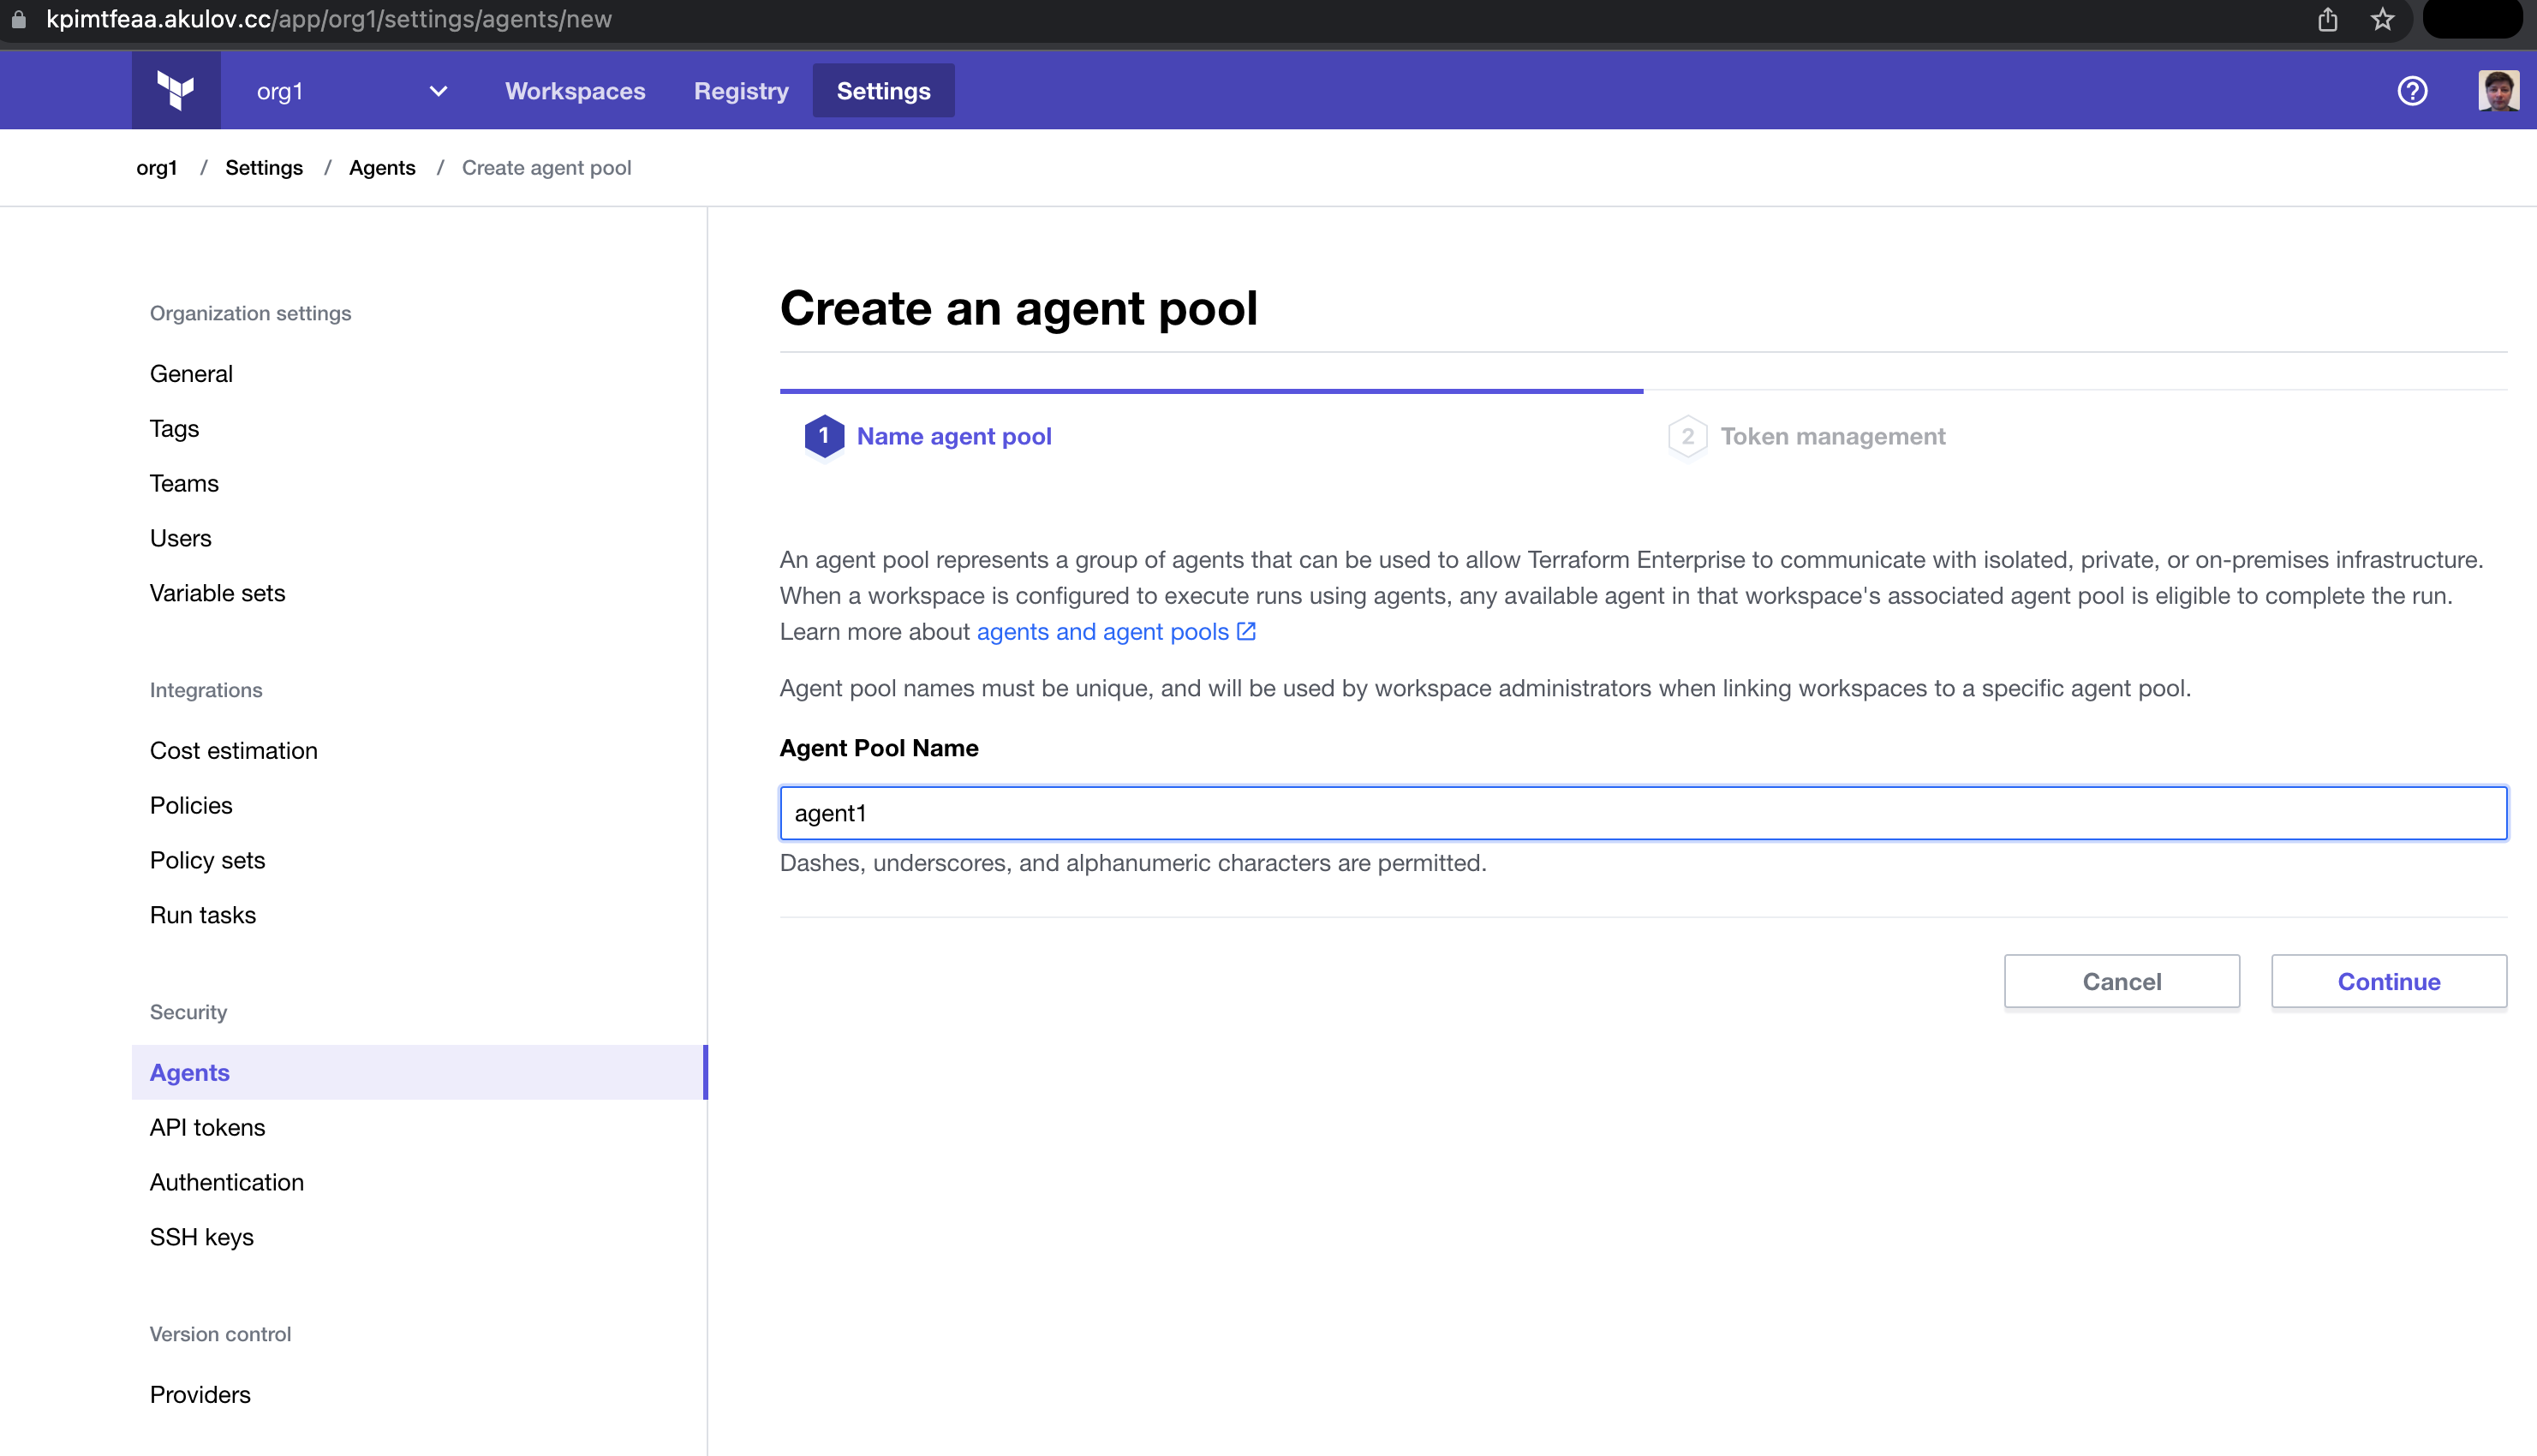 kpimtfeaa.akulov.cc/app/org1/settings/agents/new
org1
Workspaces
Registry
Settings
org1 / Settings / Agents / Create agent pool
Organization settings
General
Tags
Teams
Users
Variable sets
Integrations
Cost estimation
Policies
Policy sets
Run tasks
Security
Agents
API tokens
Authentication
SSH keys
Version control
Providers
Create an agent pool
1 Name agent pool
2 Token management
An agent pool represents a group of agents that can be used to allow Terraform Enterprise to communicate with isolated, private, or on-premises infrastructure.
When a workspace is configured to execute runs using agents, any available agent in that workspace's associated agent pool is eligible to complete the run.
Learn more about agents and agent pools
Agent pool names must be unique, and will be used by workspace administrators when linking workspaces to a specific agent pool.
Agent Pool Name
agent1
Dashes, underscores, and alphanumeric characters are permitted.
Cancel
Continue